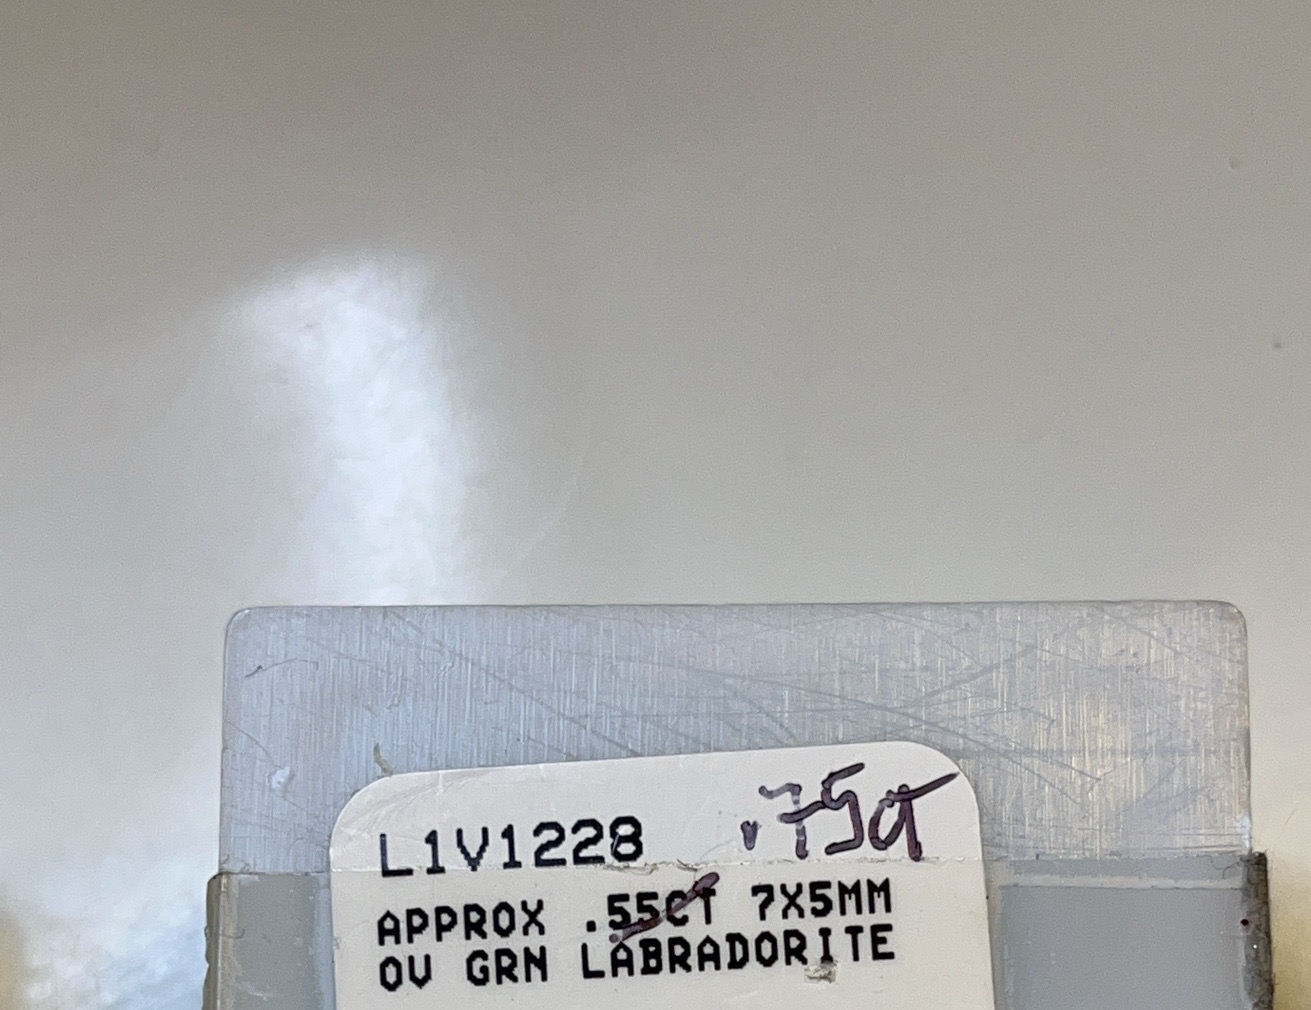 L1V1228 .75ct
APPROX .55CT 7X5MM
OV GRN LABRADORITE